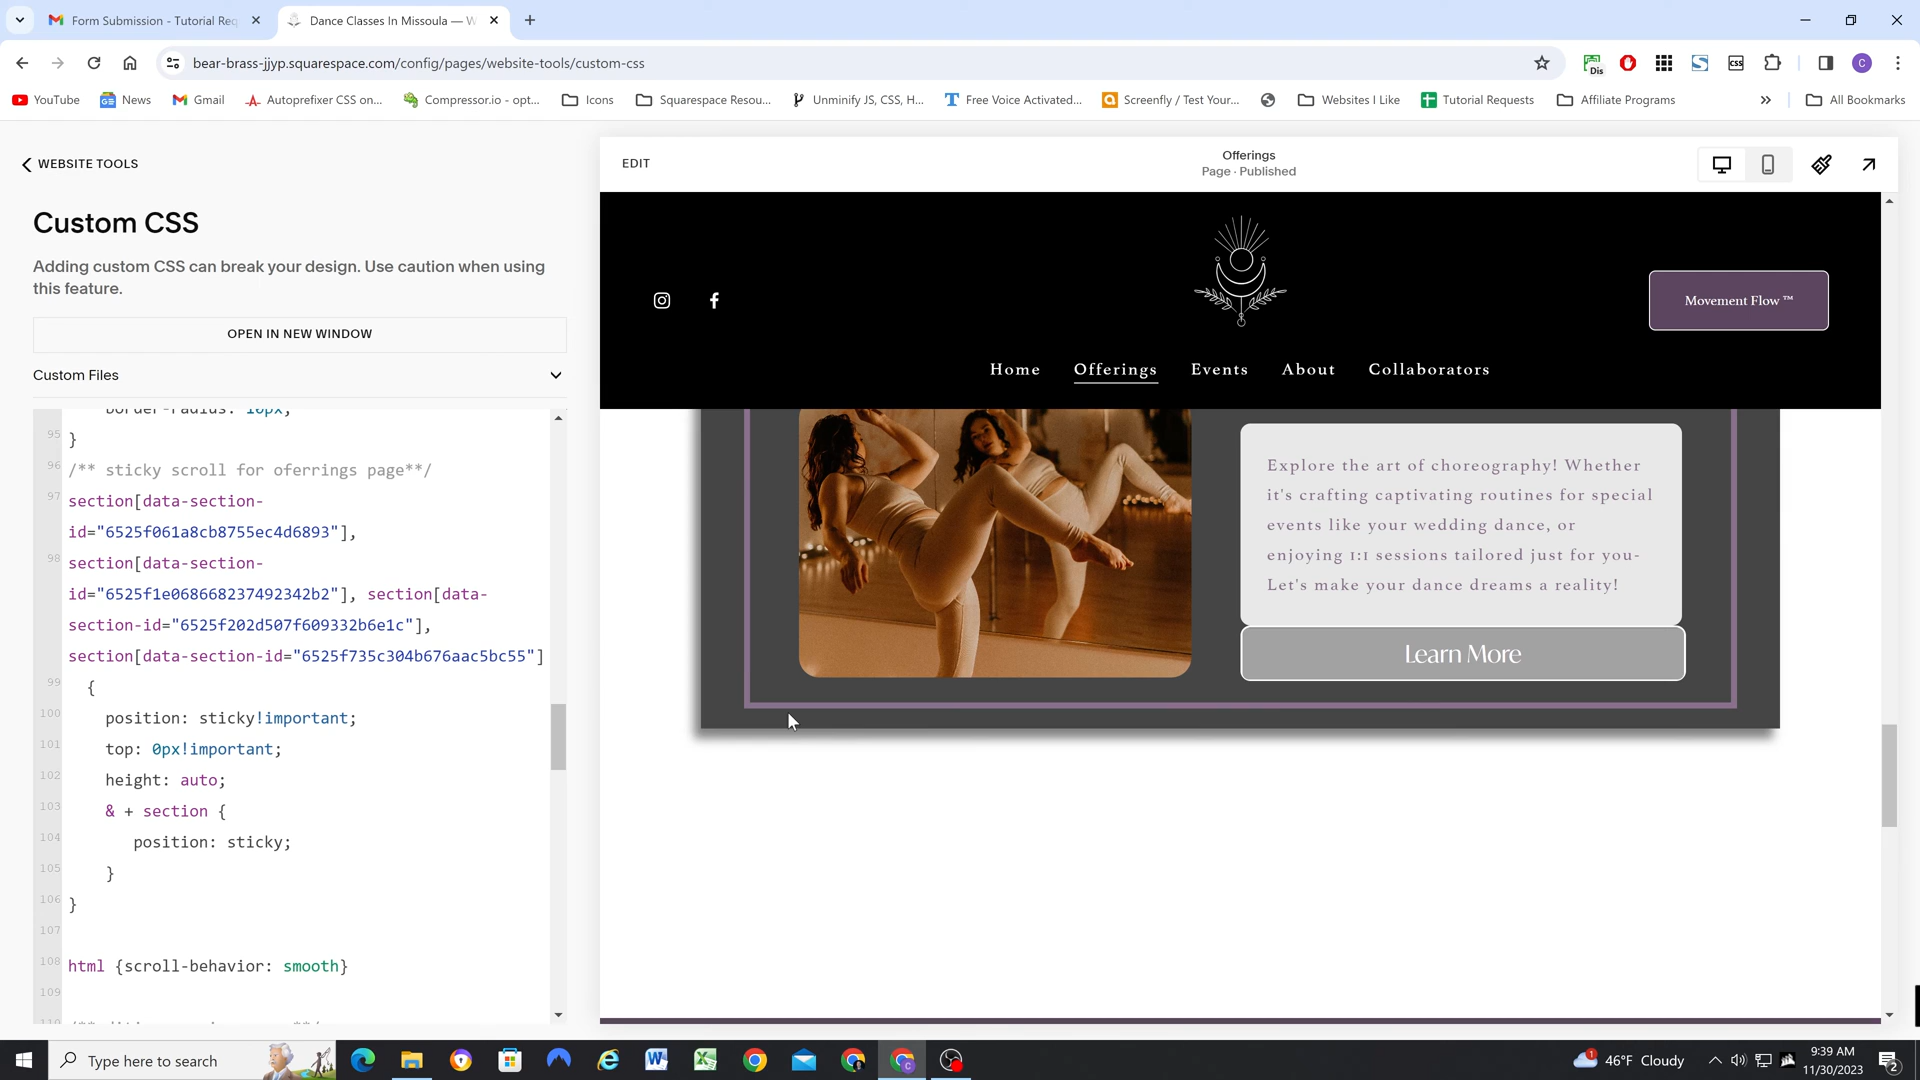 Form Submission - Tutorial Req
Dance Classes In Missoula — W
bear-brass-jjyp.squarespace.com/config/pages/website-tools/custom-css
Dis
CSS
C
YouTube
News
Gmail
Autoprefixer CSS on...
Compressor.io - opt...
Icons
Squarespace Resou...
Unminify JS, CSS, H...
Free Voice Activated...
Screenfly / Test Your...
Websites I Like
Tutorial Requests
Affiliate Programs
All Bookmarks
WEBSITE TOOLS
EDIT
Offerings
Page · Published
Custom CSS
Adding custom CSS can break your design. Use caution when using
this feature.
OPEN IN NEW WINDOW
Custom Files
border-radius: 10px;
95 }
96 /** sticky scroll for oferrings page**/
97 section[data-section-
id="6525f061a8cb8755ec4d6893"],
98 section[data-section-
id="6525f1e068668237492342b2"], section[data-
section-id="6525f202d507f609332b6e1c"],
section[data-section-id="6525f735c304b676aac5bc55"]
99 {
100 position: sticky!important;
101 top: 0px!important;
102 height: auto;
103 & + section {
104 position: sticky;
105 }
106 }
107
108 html {scroll-behavior: smooth}
109
Movement Flow ™
Home
Offerings
Events
About
Collaborators
Explore the art of choreography! Whether
it's crafting captivating routines for special
events like your wedding dance, or
enjoying 1:1 sessions tailored just for you-
Let's make your dance dreams a reality!
Learn More
Type here to search
46°F Cloudy
9:39 AM
11/30/2023
2